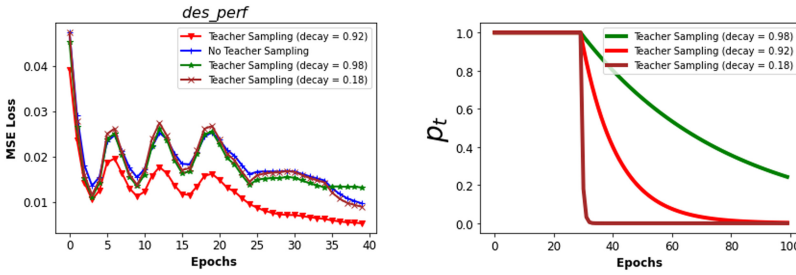 des_perf
Teacher Sampling (decay = 0.92)
No Teacher Sampling
Teacher Sampling (decay = 0.98)
Teacher Sampling (decay = 0.18)
MSE Loss
0.04
0.03
0.02
0.01
0 5 10 15 20 25 30 35 40
Epochs
Teacher Sampling (decay = 0.98)
Teacher Sampling (decay = 0.92)
Teacher Sampling (decay = 0.18)
p_t
1.0
0.8
0.6
0.4
0.2
0.0
0 20 40 60 80 100
Epochs